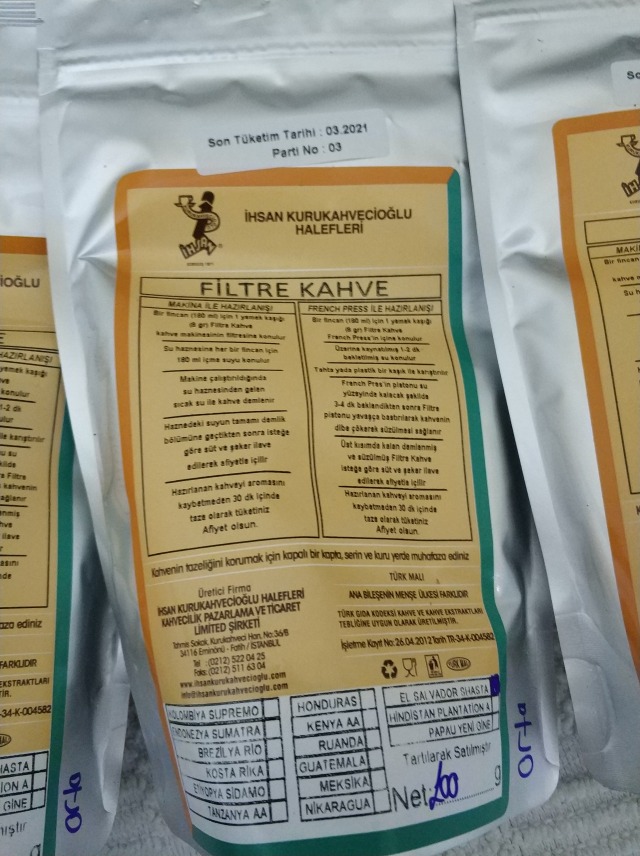 Son Tüketim Tarihi : 03.2021
Parti No : 03
İHSAN
İHSAN KURUKAHVECİOĞLU
HALEFLERİ
FİLTRE KAHVE
MAKİNA İLE HAZIRLANIŞI
Bir fincan (180 ml) için 1 yemek kaşığı
(8 gr) Filtre Kahve
kahve makinesinin filtresine konulur
Su haznesine her bir fincan için
180 ml içme suyu konulur
Makine çalıştırıldığında
su haznesinden gelen
sıcak su ile kahve demlenir
Haznedeki suyun tamamı demlik
bölümüne geçtikten sonra isteğe
göre süt ve şeker ilave
edilerek afiyetle içilir
Hazırlanan kahveyi aromasını
kaybetmeden 30 dk içinde
taze olarak tüketiniz
Afiyet olsun.
FRENCH PRESS İLE HAZIRLANIŞI
Bir fincan (180 ml) için 1 yemek kaşığı
(8 gr) Filtre Kahve
French Press'in içine konulur
Üzerine kaynatılmış 1-2 dk
bekletilmiş su konulur
Tahta yada plastik bir kaşık ile karıştırılır
French Press'in pistonu su
yüzeyinde kalacak şekilde
3-4 dk beklendikten sonra Filtre
pistonu yavaşça bastırılarak kahvenin
dibe çökerek süzülmesi sağlanır
Üst kısımda kalan demlenmiş
ve süzülmüş Filtre Kahve
isteğe göre süt ve şeker ilave
edilerek afiyetle içilir
Hazırlanan kahveyi aromasını
kaybetmeden 30 dk içinde
taze olarak tüketiniz
Afiyet olsun.
Kahvenin tazeliğini korumak için kapalı bir kapta, serin ve kuru yerde muhafaza ediniz
Üretici Firma
İHSAN KURUKAHVECİOĞLU HALEFLERİ
KAHVECİLİK PAZARLAMA VE TİCARET
LİMİTED ŞİRKETİ
Tahmis Sokak. Kurukahveci Han. No:36/B
34116 Eminönü - Fatih / İSTANBUL
Tel : (0212) 522 04 25
Faks: (0212) 511 63 04
www.ihsankurukahvecioglu.com
info@ihsankurukahvecioglu.com
TÜRK MALI
ANA BİLEŞENİN MENŞE ÜLKESİ FARKLIDIR
TÜRK GIDA KODEKSİ KAHVE VE KAHVE EKSTRAKTLARI
TEBLİĞİNE UYGUN OLARAK ÜRETİLMİŞTİR.
İşletme Kayıt No: 26.04.2012 Tarih TR-34-K-004582
KOLOMBİYA SUPREMO
ENDONEZYA SUMATRA
BREZİLYA RİO
KOSTA RİKA
ETİYOPYA SİDAMO
TANZANYA AA
HONDURAS
KENYA AA
RUANDA
GUATEMALA
MEKSİKA
NİKARAGUA
EL SALVADOR SHASTA
HİNDİSTAN PLANTATION A
PAPAU YENİ GİNE
Tartılarak Satılmıştır
Net: 200 g
Orta
Orta